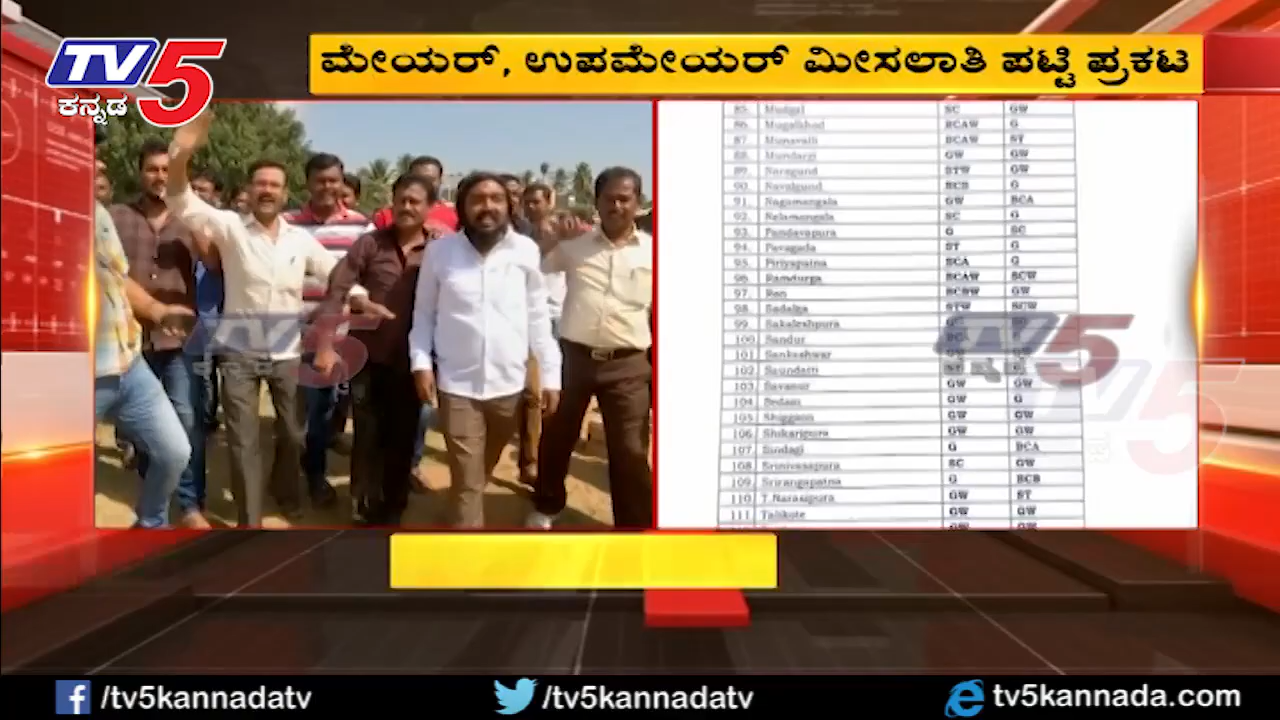 TV5
ಕನ್ನಡ
ಮೇಯರ್, ಉಪಮೇಯರ್ ಮೀಸಲಾತಿ ಪಟ್ಟಿ ಪ್ರಕಟ
85. Mudgal SC GW
86. Mugalkhod BCAW G
87. Munavalli BCAW ST
88. Mundargi GW GW
89. Naragund STW GW
90. Navalgund BCB G
91. Nagamangala GW BCA
92. Nelamangala SC G
93. Pandavapura G SC
94. Pavagada ST G
95. Piriyapatna BCA G
96. Ramdurga BCAW SCW
97. Ron BCBW GW
98. Sadalga STW SCW
99. Sakaleshpura
100. Sandur
101. Sankeshwar
102. Saundatti
103. Savanur GW GW
104. Sedam GW G
105. Shiggaon GW GW
106. Shikaripura GW GW
107. Sindagi G BCA
108. Srinivasapura SC GW
109. Srirangapatna G BCB
110. T.Narasipura GW ST
111. Talikote GW GW
/tv5kannadatv /tv5kannadatv tv5kannada.com